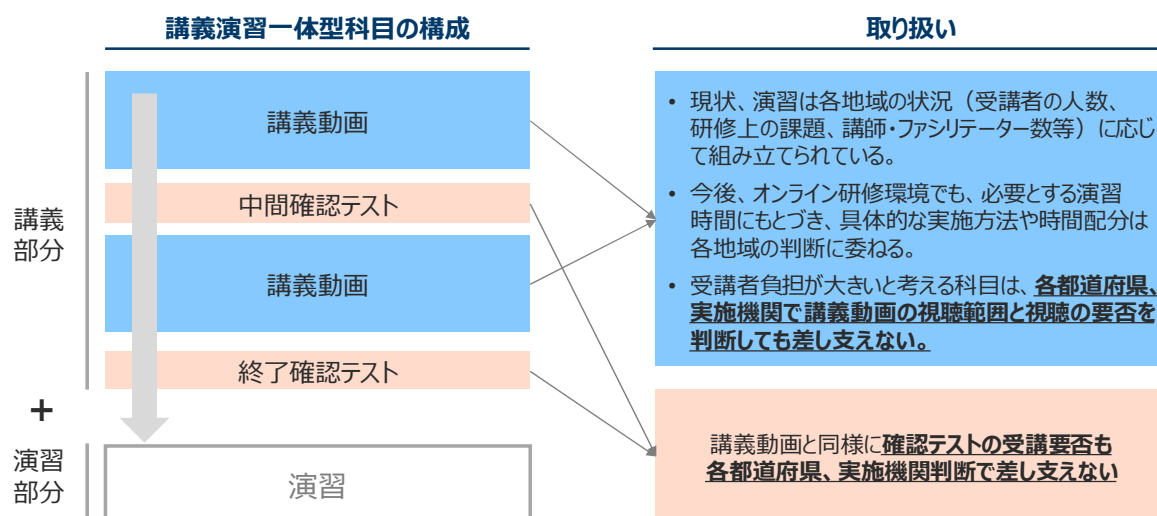 講義演習一体型科目の構成
講義
部分
講義動画
中間確認テスト
講義動画
終了確認テスト
+
演習
部分
演習
取り扱い
• 現状、演習は各地域の状況（受講者の人数、
研修上の課題、講師・ファシリテーター数等）に応じ
て組み立てられている。
• 今後、オンライン研修環境でも、必要とする演習
時間にもとづき、具体的な実施方法や時間配分は
各地域の判断に委ねる。
• 受講者負担が大きいと考える科目は、各都道府県、
実施機関で講義動画の視聴範囲と視聴の要否を
判断しても差し支えない。
講義動画と同様に確認テストの受講要否も
各都道府県、実施機関判断で差し支えない